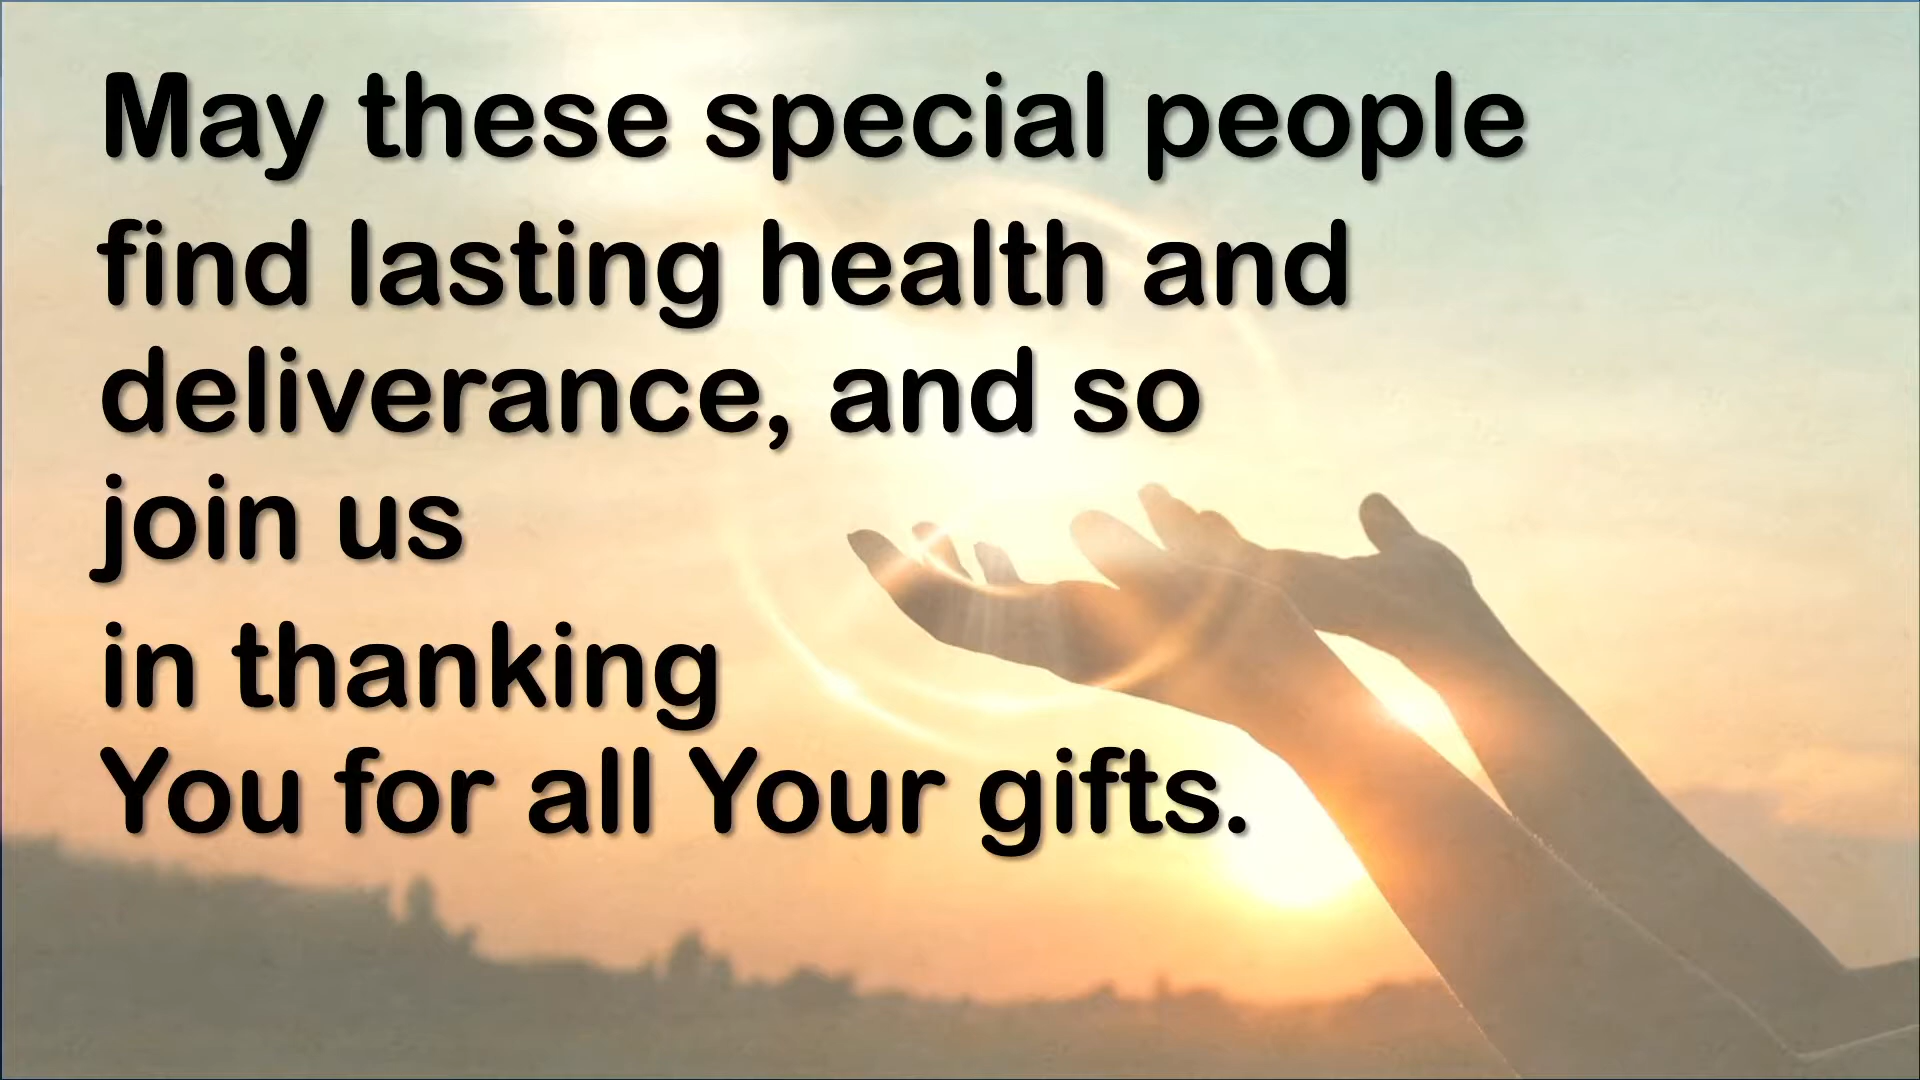 May these special people
find lasting health and
deliverance, and so
join us
in thanking
You for all Your gifts.